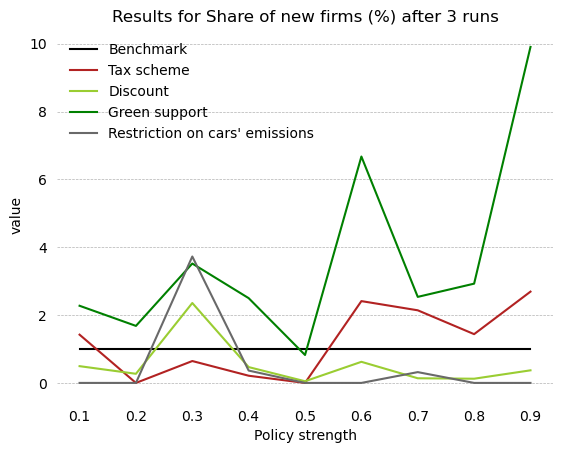 Results for Share of new firms (%) after 3 runs
10
8
6
4
2
0
value
Benchmark
Tax scheme
Discount
Green support
Restriction on cars' emissions
0.1 0.2 0.3 0.4 0.5 0.6 0.7 0.8 0.9
Policy strength